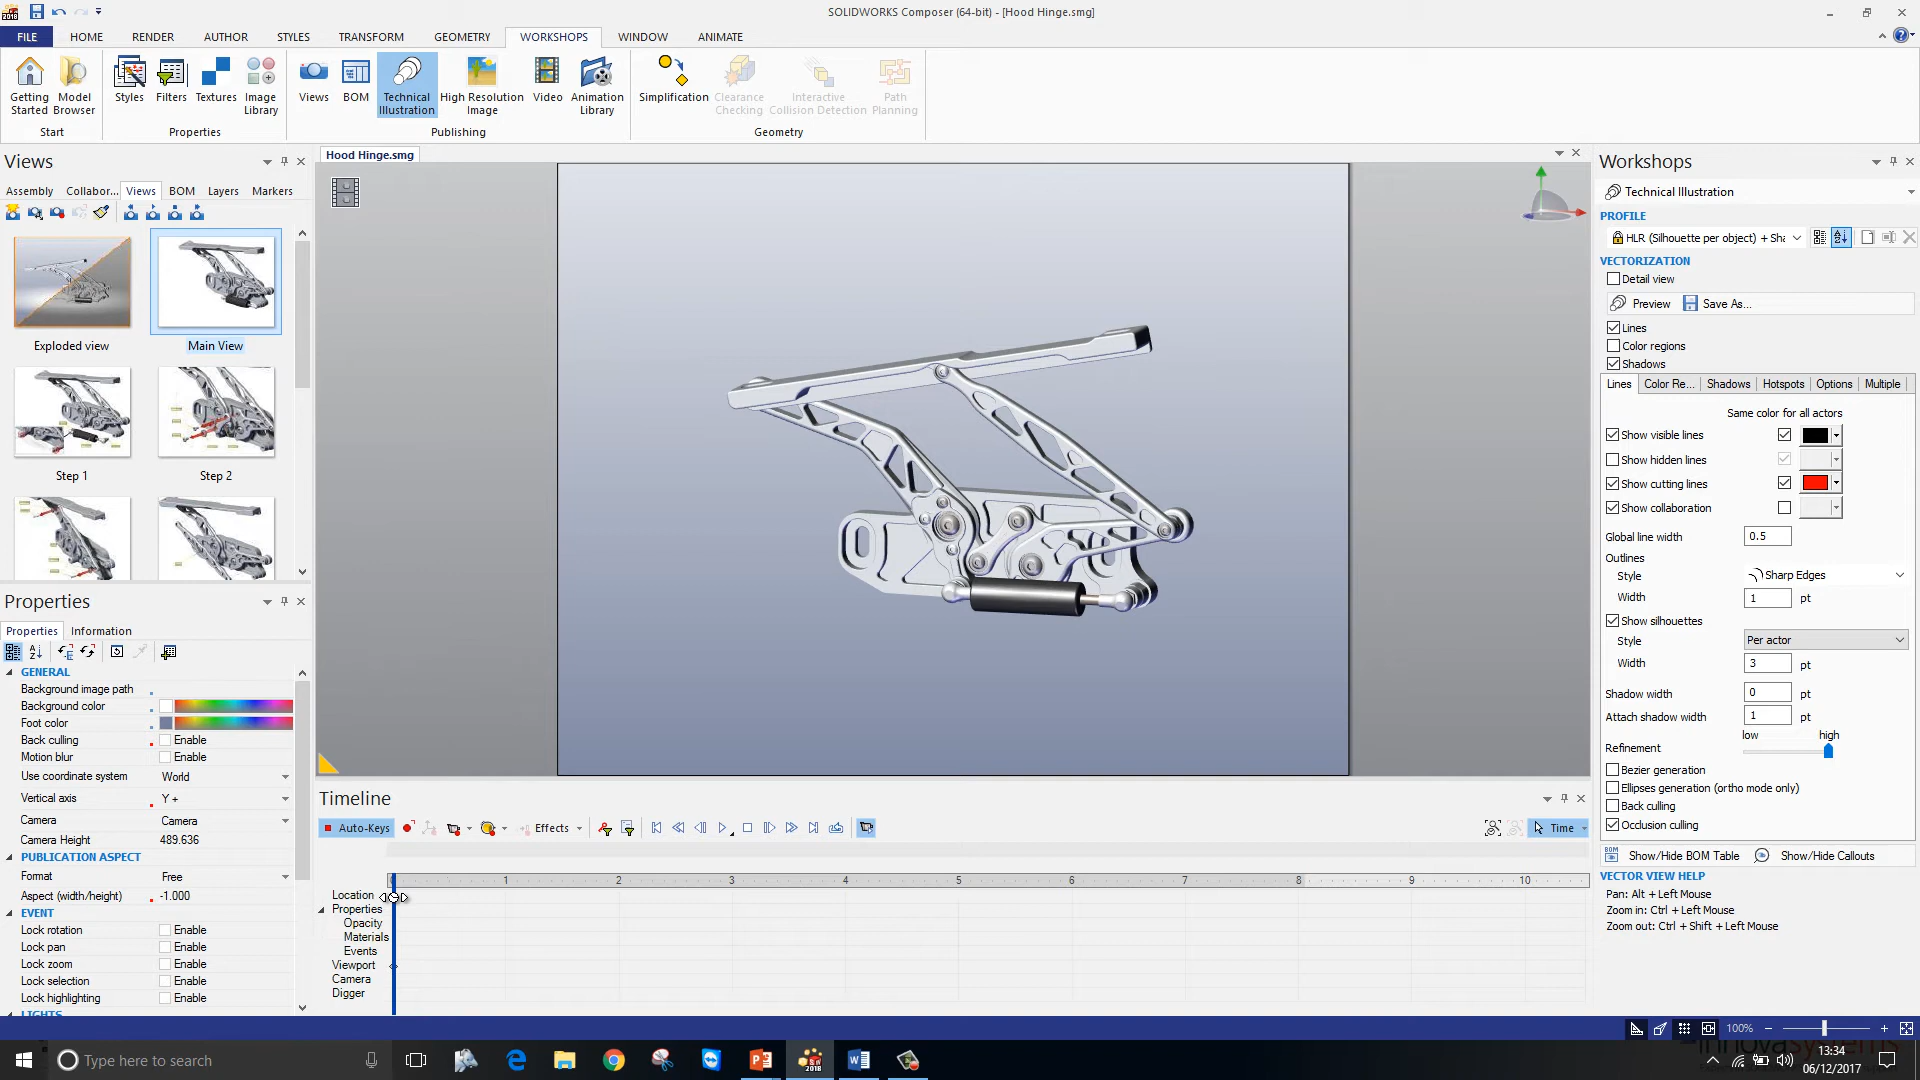 SOLIDWORKS Composer (64-bit) - [Hood Hinge.smg]
FILE HOME RENDER AUTHOR STYLES TRANSFORM GEOMETRY WORKSHOPS WINDOW ANIMATE
Getting Started
Model Browser
Styles
Filters
Textures
Image Library
Views
BOM
Technical Illustration
High Resolution Image
Video
Animation Library
Simplification
Clearance Checking
Interactive Collision Detection
Path Planning
Start Properties Publishing Geometry
Views
Assembly Collabor... Views BOM Layers Markers
Exploded view Main View
Step 1 Step 2
Properties
Properties Information
GENERAL
Background image path
Background color
Foot color
Back culling Enable
Motion blur Enable
Use coordinate system World
Vertical axis Y +
Camera Camera
Camera Height 489.636
PUBLICATION ASPECT
Format Free
Aspect (width/height) -1.000
EVENT
Lock rotation Enable
Lock pan Enable
Lock zoom Enable
Lock selection Enable
Lock highlighting Enable
LIGHTS
Hood Hinge.smg
Timeline
Auto-Keys Effects Time
1 2 3 4 5 6 7 8 9 10
Location
Properties
Opacity
Materials
Events
Viewport
Camera
Digger
Workshops
Technical Illustration
PROFILE
HLR (Silhouette per object) + Sha
VECTORIZATION
Detail view
Preview Save As...
Lines
Color regions
Shadows
Lines Color Re... Shadows Hotspots Options Multiple
Same color for all actors
Show visible lines
Show hidden lines
Show cutting lines
Show collaboration
Global line width 0.5
Outlines
Style Sharp Edges
Width 1 pt
Show silhouettes
Style Per actor
Width 3 pt
Shadow width 0 pt
Attach shadow width 1 pt
low high
Refinement
Bezier generation
Ellipses generation (ortho mode only)
Back culling
Occlusion culling
BOM Show/Hide BOM Table Show/Hide Callouts
VECTOR VIEW HELP
Pan: Alt + Left Mouse
Zoom in: Ctrl + Left Mouse
Zoom out: Ctrl + Shift + Left Mouse
100%
Type here to search
2018
innovasystems
13:34
06/12/2017